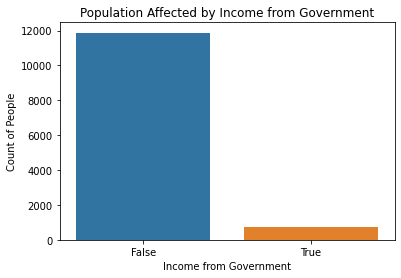 Population Affected by Income from Government
12000
10000
8000
6000
4000
2000
0
Count of People
False
True
Income from Government